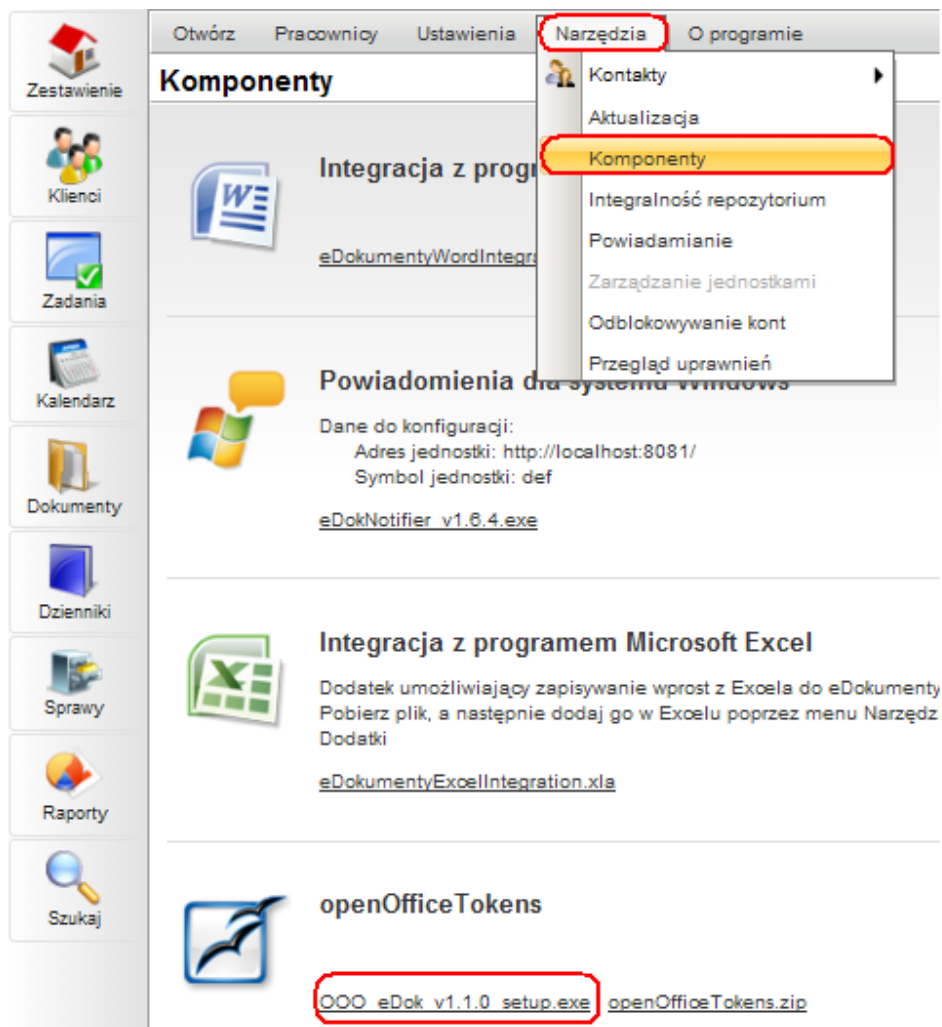 Otwórz Pracownicy Ustawienia Narzędzia O programie
Zestawienie
Klienci
Zadania
Kalendarz
Dokumenty
Dzienniki
Sprawy
Raporty
Szukaj
Komponenty
Kontakty
Aktualizacja
Komponenty
Integralność repozytorium
Powiadamianie
Zarządzanie jednostkami
Odblokowywanie kont
Przegląd uprawnień
Integracja z progr
eDokumentyWordIntegra
Powiadomienia dla systemu Windows
Dane do konfiguracji:
Adres jednostki: http://localhost:8081/
Symbol jednostki: def
eDokNotifier_v1.6.4.exe
Integracja z programem Microsoft Excel
Dodatek umożliwiający zapisywanie wprost z Excela do eDokumenty
Pobierz plik, a następnie dodaj go w Excelu poprzez menu Narzędz
Dodatki
eDokumentyExcelIntegration.xla
openOfficeTokens
OOO_eDok_v1.1.0_setup.exe openOfficeTokens.zip